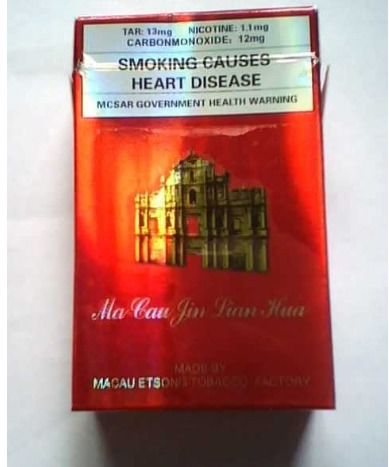 TAR: 13mg NICOTINE: 1.1mg
CARBONMONOXIDE: 12mg
SMOKING CAUSES
HEART DISEASE
MCSAR GOVERNMENT HEALTH WARNING
Ma Cau Jin Lian Hua
MADE BY
MACAU ETSONG TOBACCO FACTORY